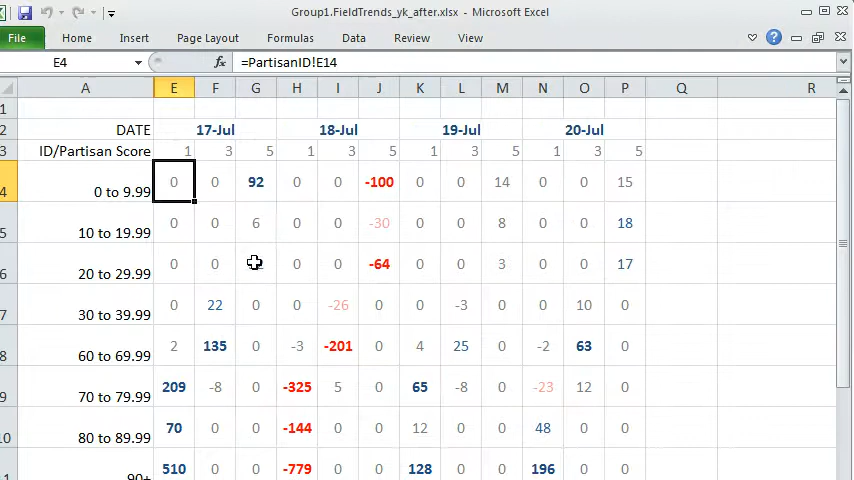 Group1.FieldTrends_yk_after.xlsx - Microsoft Excel
File Home Insert Page Layout Formulas Data Review View
E4 fx =PartisanID!E14
A E F G H I J K L M N O P Q R
1
2 DATE 17-Jul 18-Jul 19-Jul 20-Jul
3 ID/Partisan Score 1 3 5 1 3 5 1 3 5 1 3 5
4 0 to 9.99 0 0 92 0 0 -100 0 0 14 0 0 15
5 10 to 19.99 0 0 6 0 0 -30 0 0 8 0 0 18
6 20 to 29.99 0 0 0 0 0 -64 0 0 3 0 0 17
7 30 to 39.99 0 22 0 0 -26 0 0 -3 0 0 10 0
8 60 to 69.99 2 135 0 -3 -201 0 4 25 0 -2 63 0
9 70 to 79.99 209 -8 0 -325 5 0 65 -8 0 -23 12 0
10 80 to 89.99 70 0 0 -144 0 0 12 0 0 48 0 0
90+ 510 0 0 -779 0 0 128 0 0 196 0 0